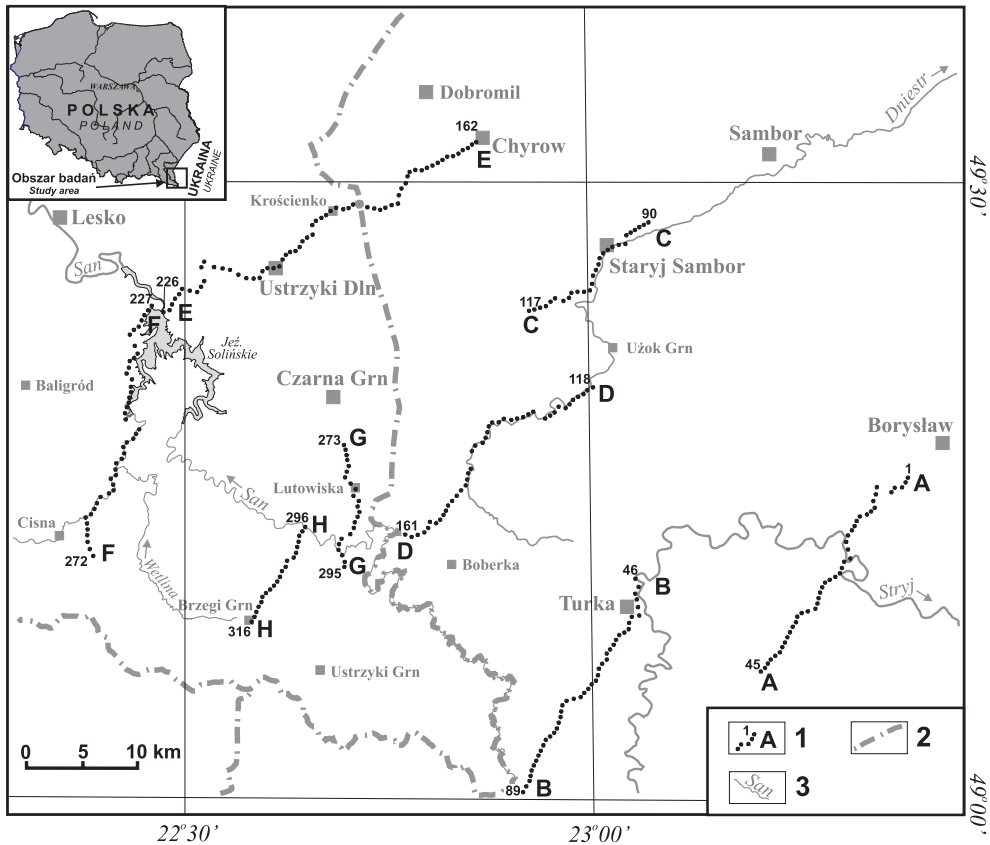 WARSZAWA
POLSKA
POLAND
Obszar badań
Study area
UKRAINA
UKRAINE
Dobromil
162
Chyrow
E
Sambor
Dniestr
49°30’
Lesko
San
Krościenko
90
C
Staryj Sambor
Ustrzyki Dln
226
227
E
F
117
C
Jeź.
Solińskie
Użok Grn
Baligród
Czarna Grn
118
D
Borysław
273
G
1
A
Lutowiska
San
296
H
161
D
Cisna
272
F
295
G
Boberka
Wetlina
46
B
Turka
Stryj
Brzegi Grn
316
H
45
A
Ustrzyki Grn
0 5 10 km
89
B
1
A
1
2
San
3
49°00’
22°30’
23°00’